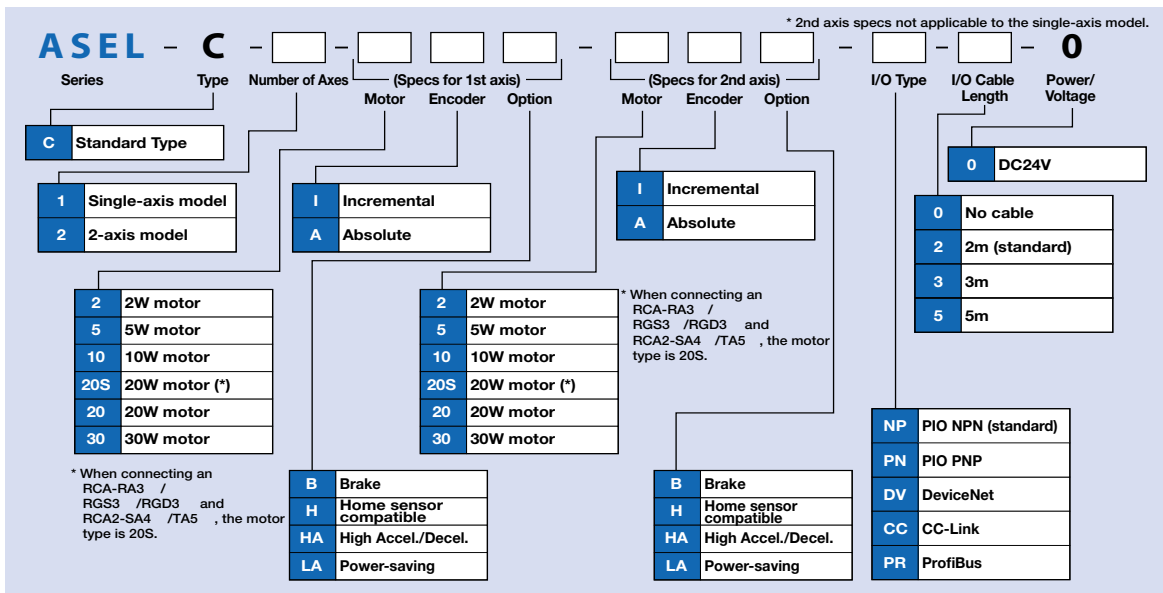 * 2nd axis specs not applicable to the single-axis model.
ASEL - C - - - - - 0
Series
Type
Number of Axes
(Specs for 1st axis)
(Specs for 2nd axis)
I/O Type
I/O Cable
Length
Power/
Voltage
Motor Encoder Option
Motor Encoder Option
C Standard Type
1 Single-axis model
2 2-axis model
I Incremental
A Absolute
I Incremental
A Absolute
0 DC24V
0 No cable
2 2m (standard)
3 3m
5 5m
2 2W motor
5 5W motor
10 10W motor
20S 20W motor (*)
20 20W motor
30 30W motor
* When connecting an
RCA-RA3 /
RGS3 /RGD3 and
RCA2-SA4 /TA5 , the motor
type is 20S.
2 2W motor
5 5W motor
10 10W motor
20S 20W motor (*)
20 20W motor
30 30W motor
* When connecting an
RCA-RA3 /
RGS3 /RGD3 and
RCA2-SA4 /TA5 , the motor
type is 20S.
B Brake
H Home sensor
compatible
HA High Accel./Decel.
LA Power-saving
B Brake
H Home sensor
compatible
HA High Accel./Decel.
LA Power-saving
NP PIO NPN (standard)
PN PIO PNP
DV DeviceNet
CC CC-Link
PR ProfiBus